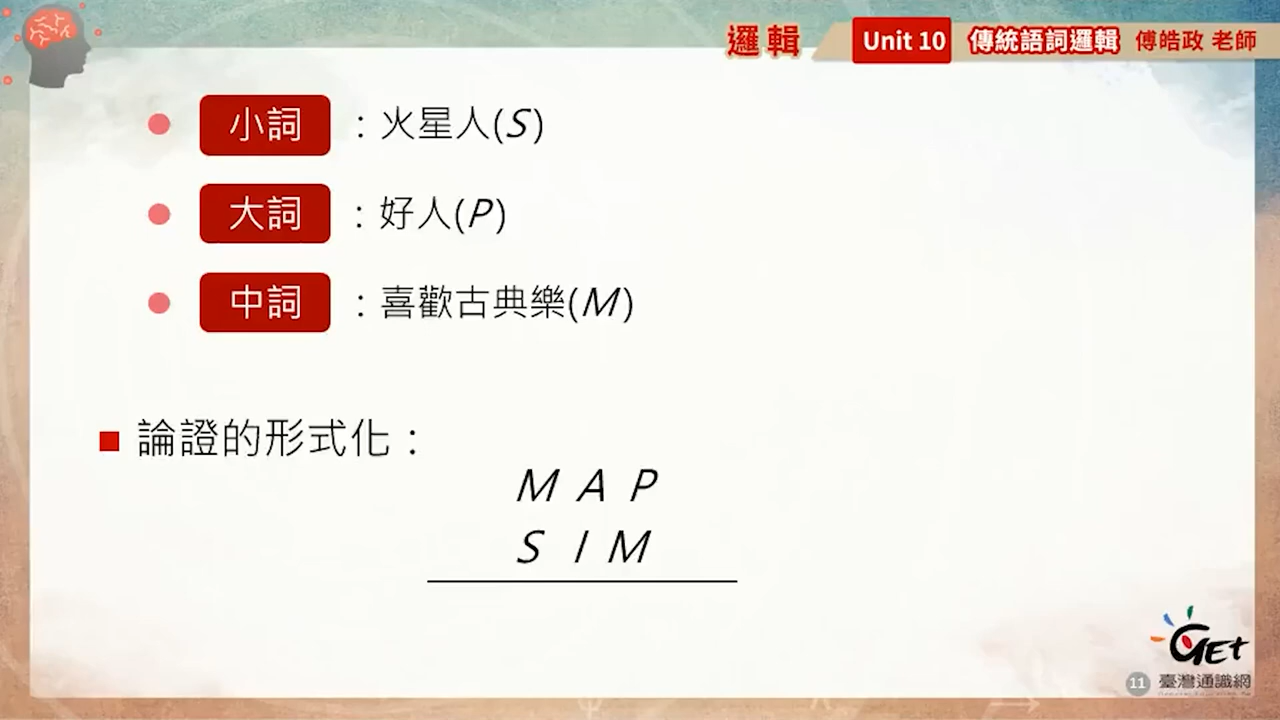 邏輯 Unit 10 傳統語詞邏輯 傅皓政 老師
小詞 : 火星人(S)
大詞 : 好人(P)
中詞 : 喜歡古典樂(M)
論證的形式化:
M A P
S I M
GEt
11 臺灣通識網